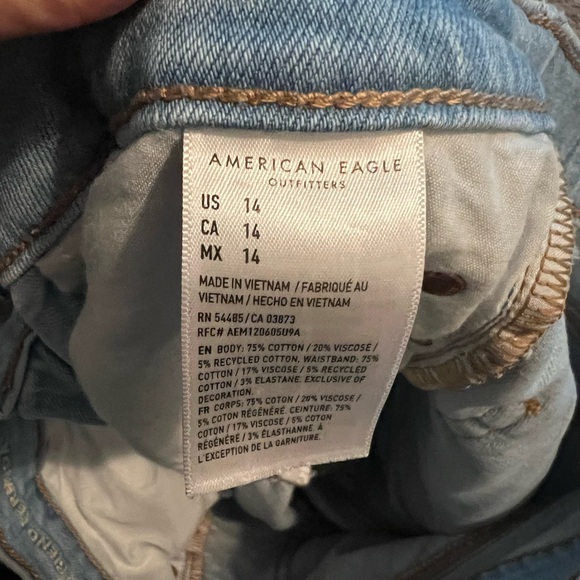 AMERICAN EAGLE
OUTFITTERS
US 14
CA 14
MX 14
MADE IN VIETNAM / FABRIQUÉ AU
VIETNAM / HECHO EN VIETNAM
RN 54485/CA 03873
RFC# AEM120605U9A
EN BODY: 75% COTTON / 20% VISCOSE /
5% RECYCLED COTTON, WAISTBAND: 75%
COTTON / 17% VISCOSE / 5% RECYCLED
COTTON / 3% ELASTANE. EXCLUSIVE OF
DECORATION.
FR CORPS: 75% COTON / 20% VISCOSE /
5% COTON RÉGÉNÉRÉ. CEINTURE: 75%
COTON / 17% VISCOSE / 5% COTON
RÉGÉNÉRÉ / 3% ÉLASTHANNE. À
L'EXCEPTION DE LA GARNITURE.